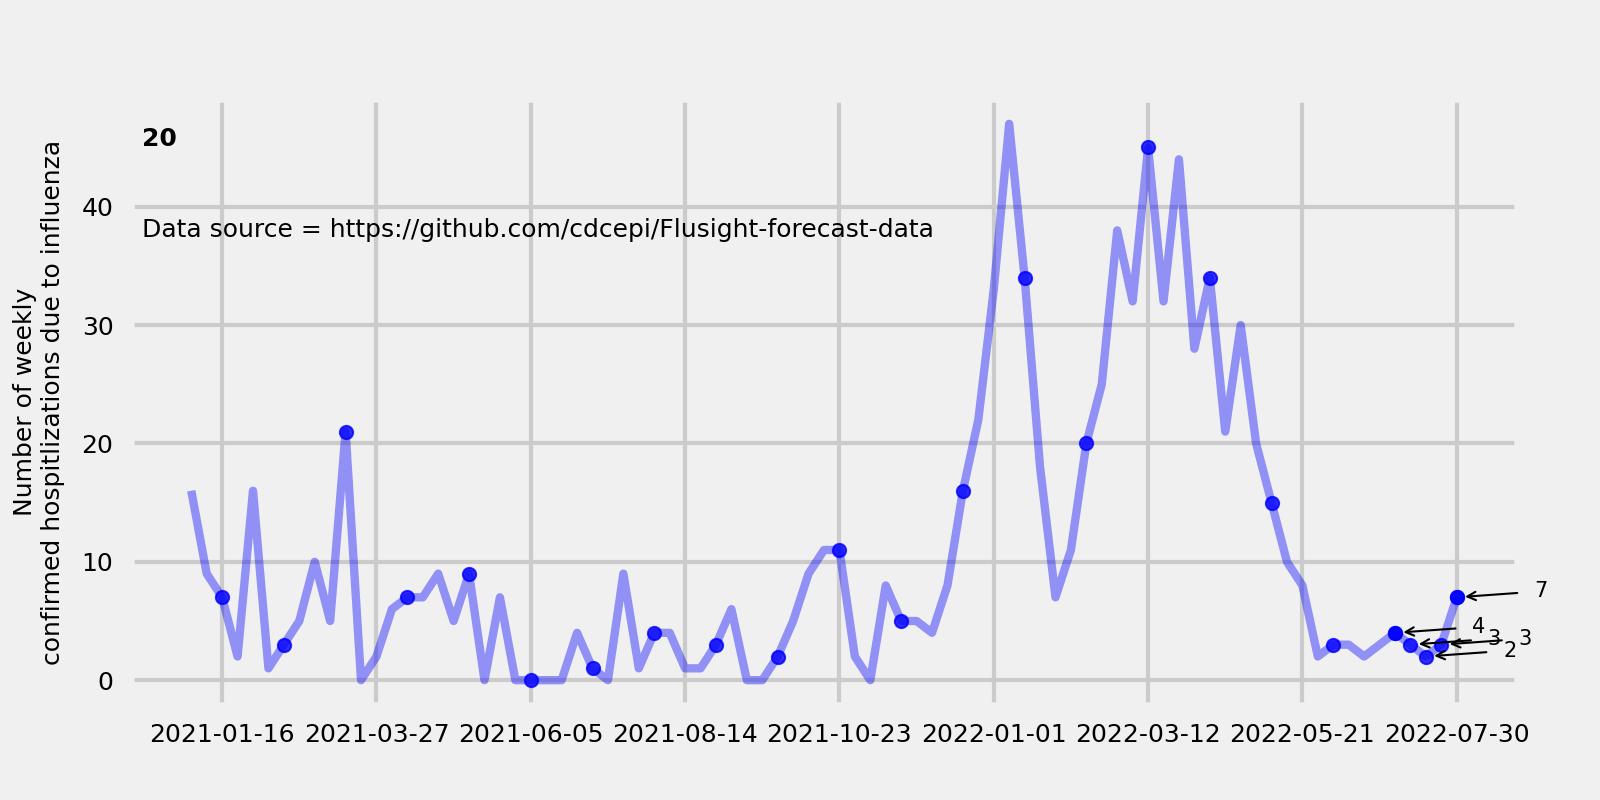 20
Data source = https://github.com/cdcepi/Flusight-forecast-data
Number of weekly
confirmed hospitlizations due to influenza
40
30
20
10
0
7
4
3
3
2
2021-01-16 2021-03-27 2021-06-05 2021-08-14 2021-10-23 2022-01-01 2022-03-12 2022-05-21 2022-07-30